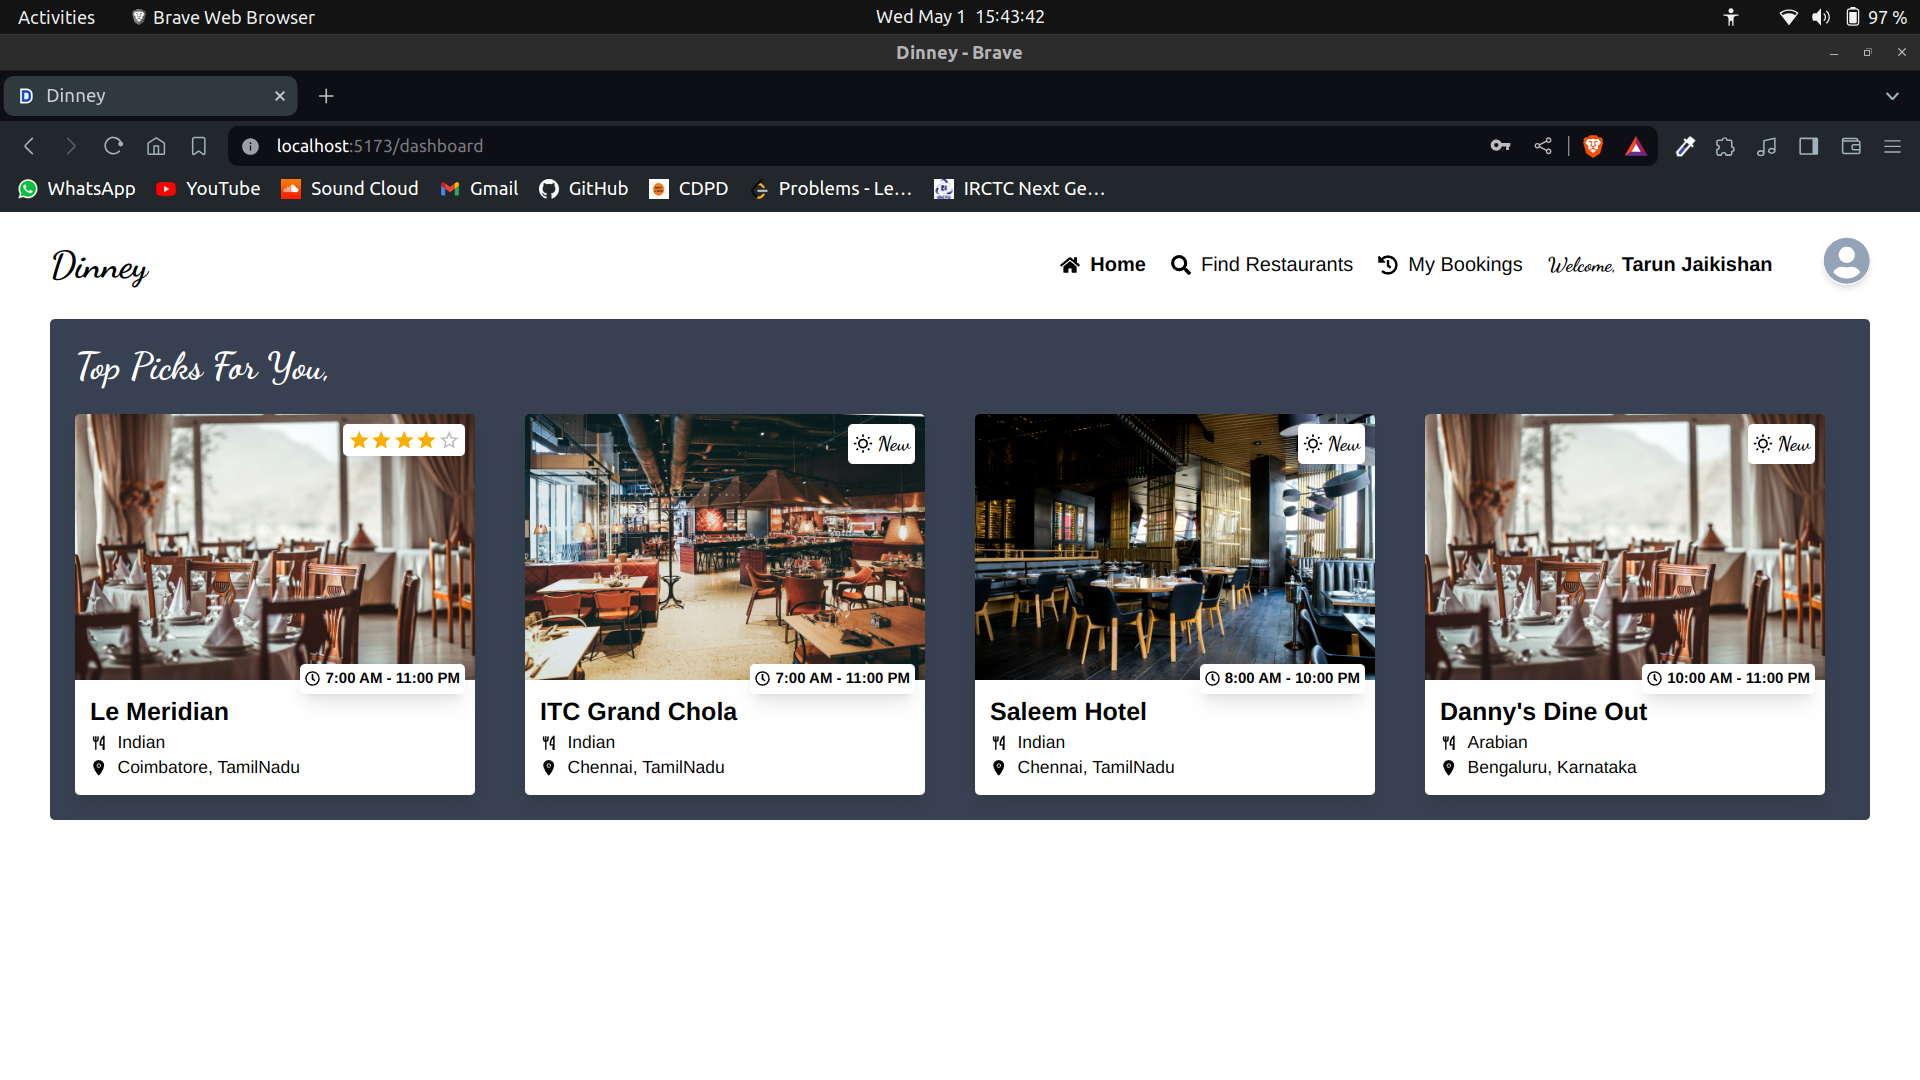 Activities Brave Web Browser Wed May 1 15:43:42 97 %
Dinney - Brave
Dinney
localhost:5173/dashboard
WhatsApp YouTube Sound Cloud Gmail GitHub CDPD Problems - Le... IRCTC Next Ge...
Dinney Home Find Restaurants My Bookings Welcome, Tarun Jaikishan
Top Picks For You,
New
New
New
7:00 AM - 11:00 PM
Le Meridian
Indian
Coimbatore, TamilNadu
7:00 AM - 11:00 PM
ITC Grand Chola
Indian
Chennai, TamilNadu
8:00 AM - 10:00 PM
Saleem Hotel
Indian
Chennai, TamilNadu
10:00 AM - 11:00 PM
Danny's Dine Out
Arabian
Bengaluru, Karnataka